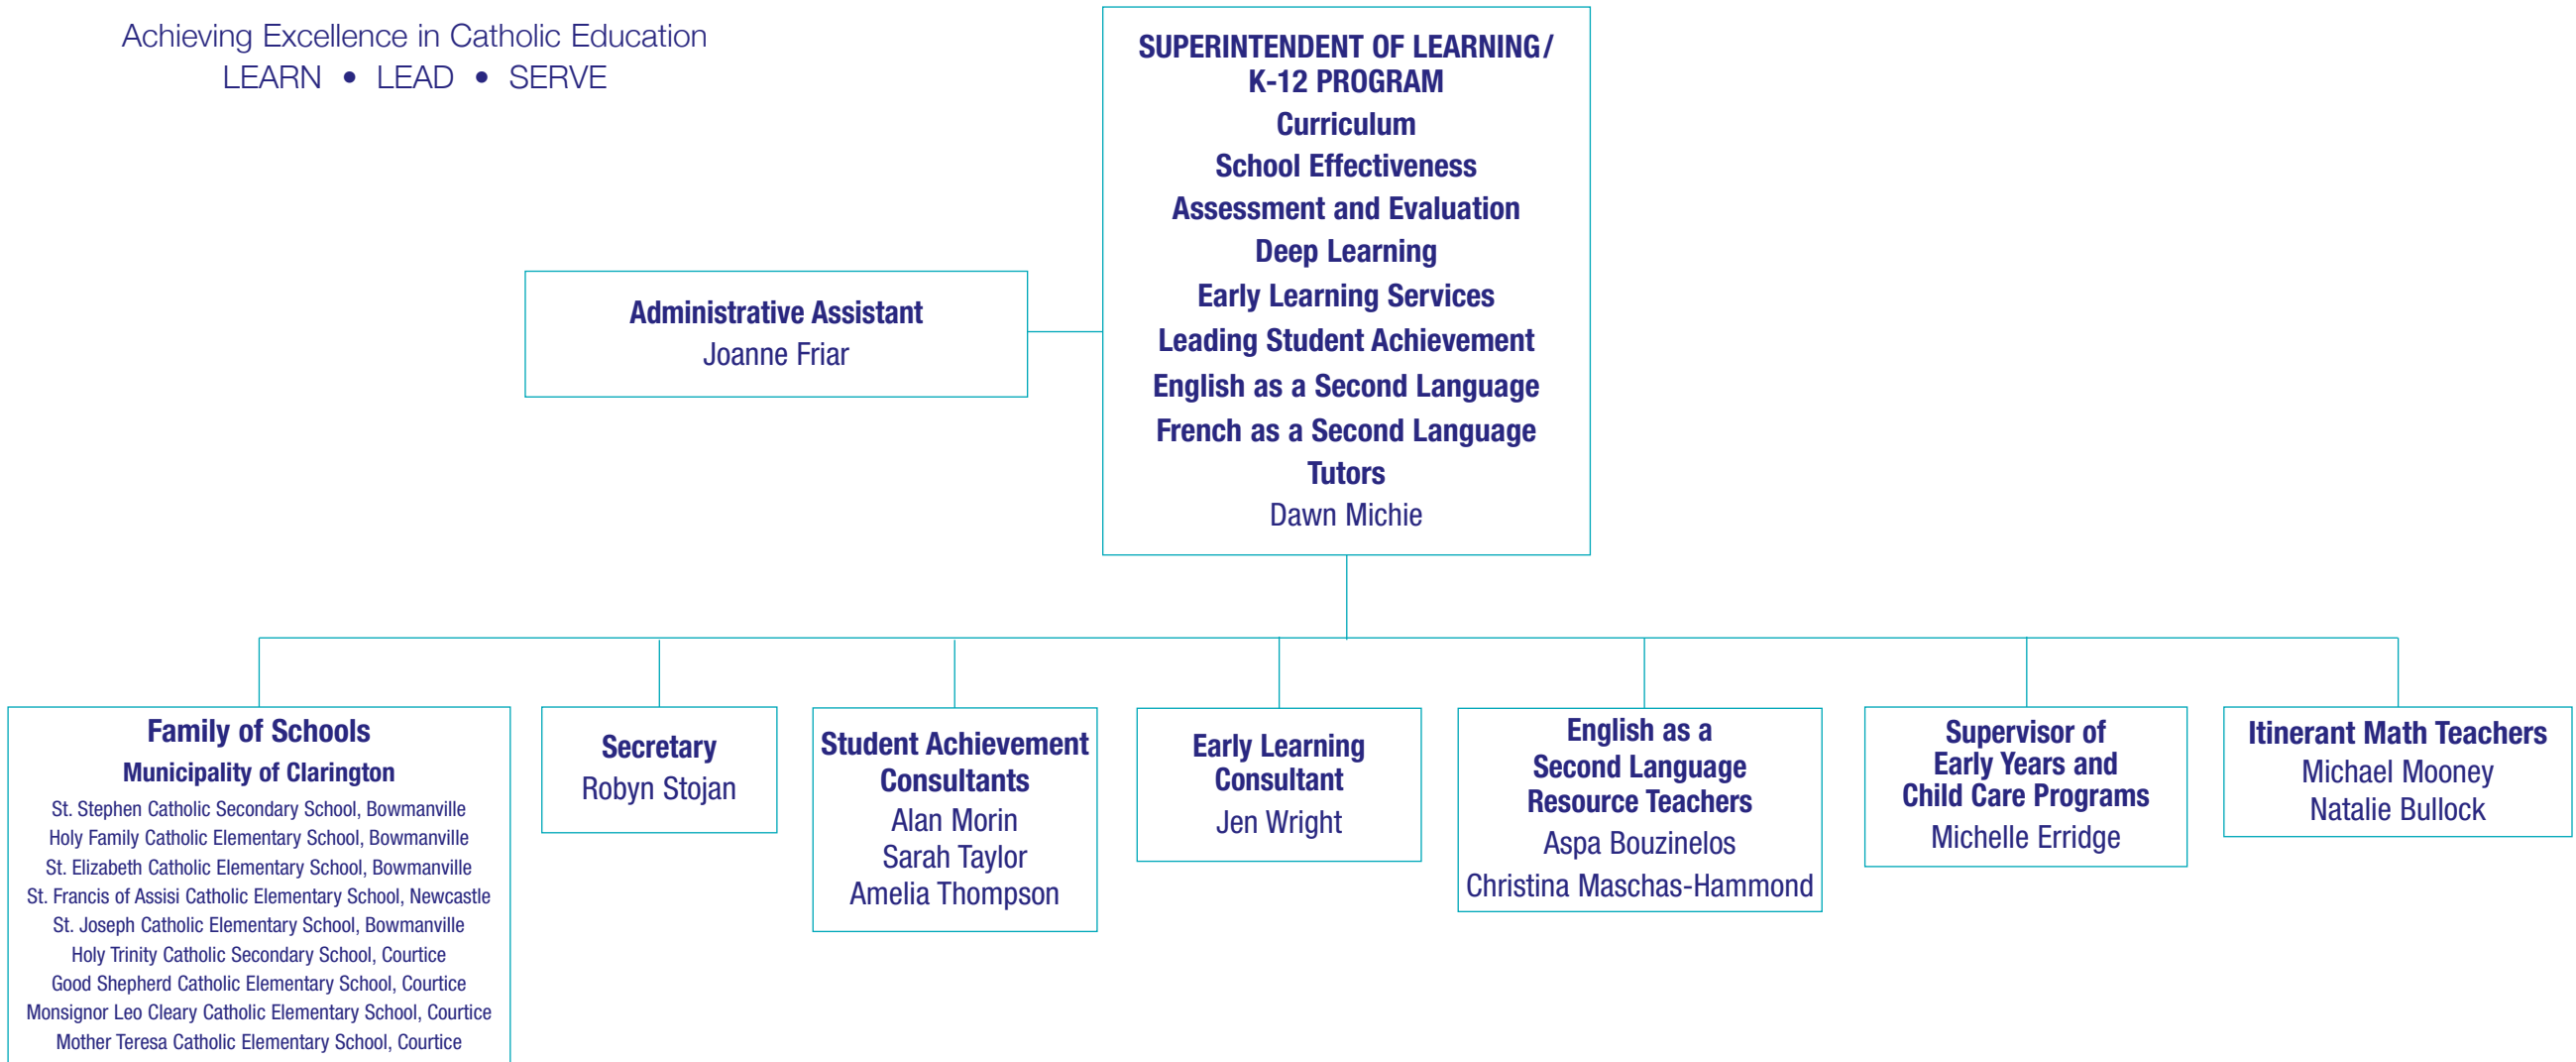 Achieving Excellence in Catholic Education
LEARN • LEAD • SERVE
SUPERINTENDENT OF LEARNING/
K-12 PROGRAM
Curriculum
School Effectiveness
Assessment and Evaluation
Deep Learning
Early Learning Services
Leading Student Achievement
English as a Second Language
French as a Second Language
Tutors
Dawn Michie
Administrative Assistant
Joanne Friar
Family of Schools
Municipality of Clarington
St. Stephen Catholic Secondary School, Bowmanville
Holy Family Catholic Elementary School, Bowmanville
St. Elizabeth Catholic Elementary School, Bowmanville
St. Francis of Assisi Catholic Elementary School, Newcastle
St. Joseph Catholic Elementary School, Bowmanville
Holy Trinity Catholic Secondary School, Courtice
Good Shepherd Catholic Elementary School, Courtice
Monsignor Leo Cleary Catholic Elementary School, Courtice
Mother Teresa Catholic Elementary School, Courtice
Secretary
Robyn Stojan
Student Achievement
Consultants
Alan Morin
Sarah Taylor
Amelia Thompson
Early Learning
Consultant
Jen Wright
English as a
Second Language
Resource Teachers
Aspa Bouzinelos
Christina Maschas-Hammond
Supervisor of
Early Years and
Child Care Programs
Michelle Erridge
Itinerant Math Teachers
Michael Mooney
Natalie Bullock